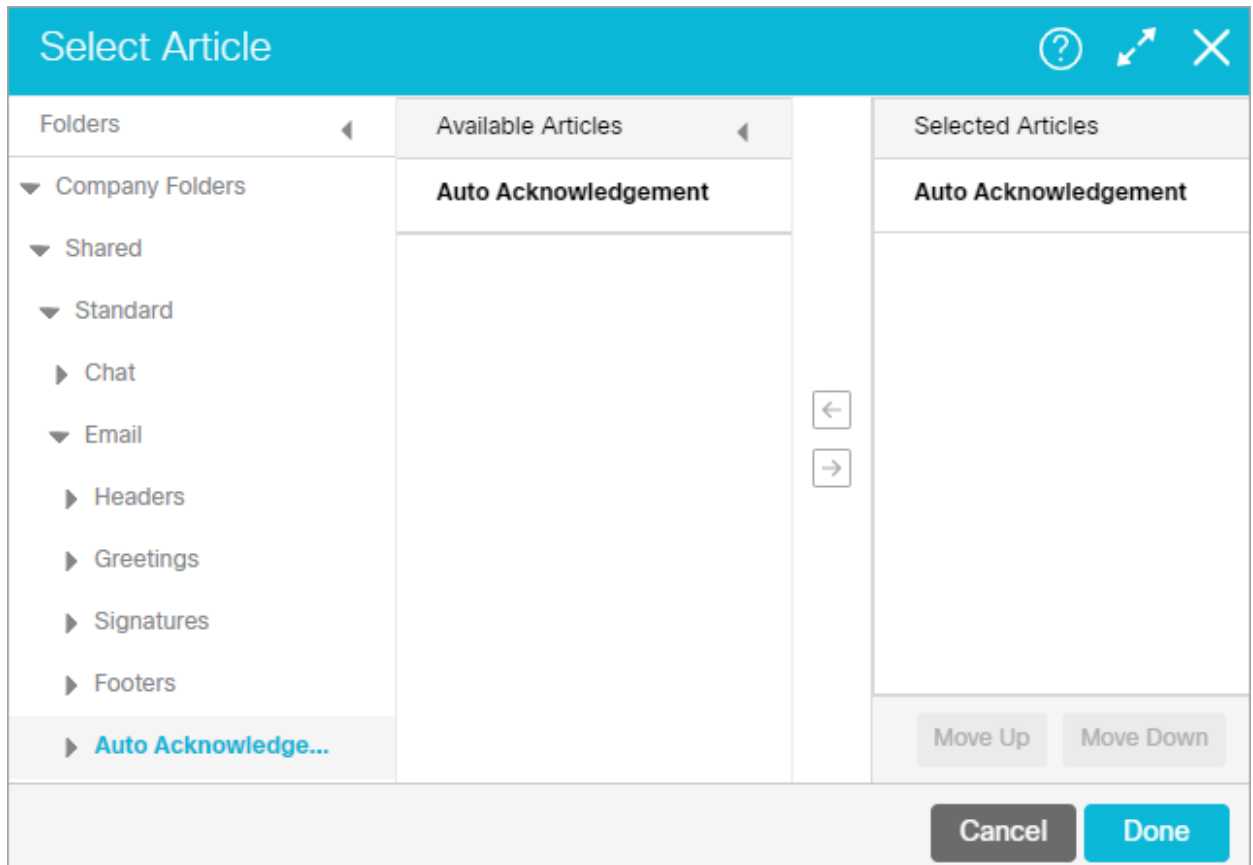 Select Article
Folders
Available Articles
Selected Articles
Company Folders
Auto Acknowledgement
Auto Acknowledgement
Shared
Standard
Chat
Email
Headers
Greetings
Signatures
Footers
Auto Acknowledge...
Move Up
Move Down
Cancel
Done